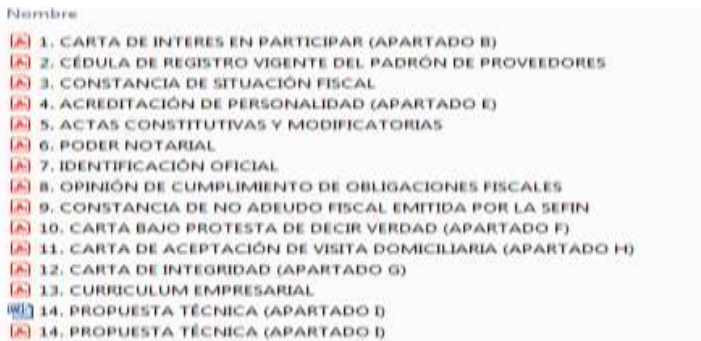 Nombre
1. CARTA DE INTERES EN PARTICIPAR (APARTADO B)
2. CÉDULA DE REGISTRO VIGENTE DEL PADRÓN DE PROVEEDORES
3. CONSTANCIA DE SITUACIÓN FISCAL
4. ACREDITACIÓN DE PERSONALIDAD (APARTADO E)
5. ACTAS CONSTITUTIVAS Y MODIFICATORIAS
6. PODER NOTARIAL
7. IDENTIFICACIÓN OFICIAL
8. OPINIÓN DE CUMPLIMIENTO DE OBLIGACIONES FISCALES
9. CONSTANCIA DE NO ADEUDO FISCAL EMITIDA POR LA SEFIN
10. CARTA BAJO PROTESTA DE DECIR VERDAD (APARTADO F)
11. CARTA DE ACEPTACIÓN DE VISITA DOMICILIARIA (APARTADO H)
12. CARTA DE INTEGRIDAD (APARTADO G)
13. CURRICULUM EMPRESARIAL
14. PROPUESTA TÉCNICA (APARTADO I)
14. PROPUESTA TÉCNICA (APARTADO I)